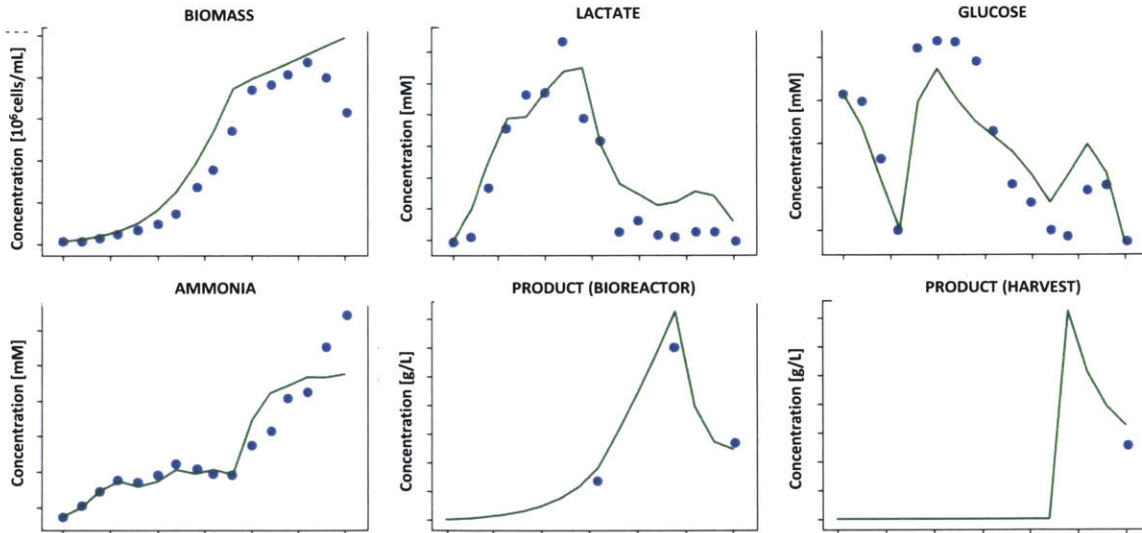 BIOMASS
LACTATE
GLUCOSE
Concentration [10⁶cells/mL]
Concentration [mM]
Concentration [mM]
AMMONIA
PRODUCT (BIOREACTOR)
PRODUCT (HARVEST)
Concentration [mM]
Concentration [g/L]
Concentration [g/L]